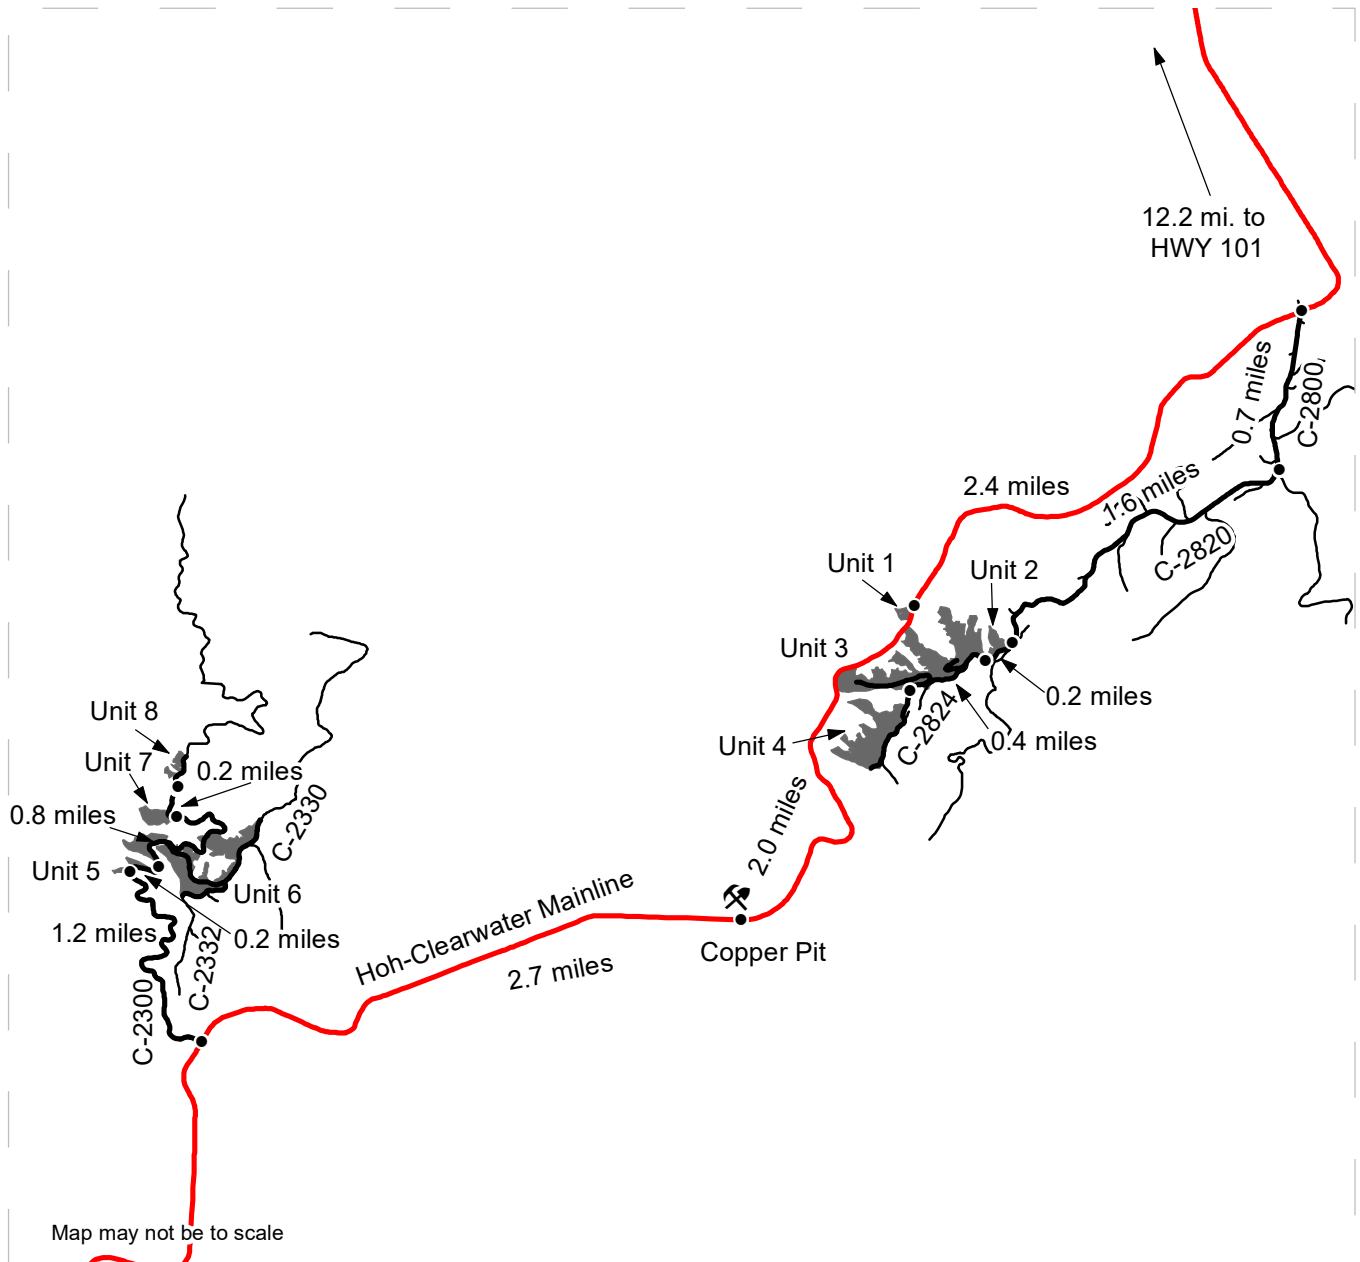 12.2 mi. to
HWY 101
0.7 miles
C-2800
2.4 miles
1.6 miles
C-2820
Unit 1
Unit 2
Unit 3
0.2 miles
Unit 4
C-2824
0.4 miles
2.0 miles
Unit 8
Unit 7
0.2 miles
0.8 miles
C-2330
Unit 5
Unit 6
1.2 miles
0.2 miles
C-2332
C-2300
Hoh-Clearwater Mainline
2.7 miles
Copper Pit
Map may not be to scale